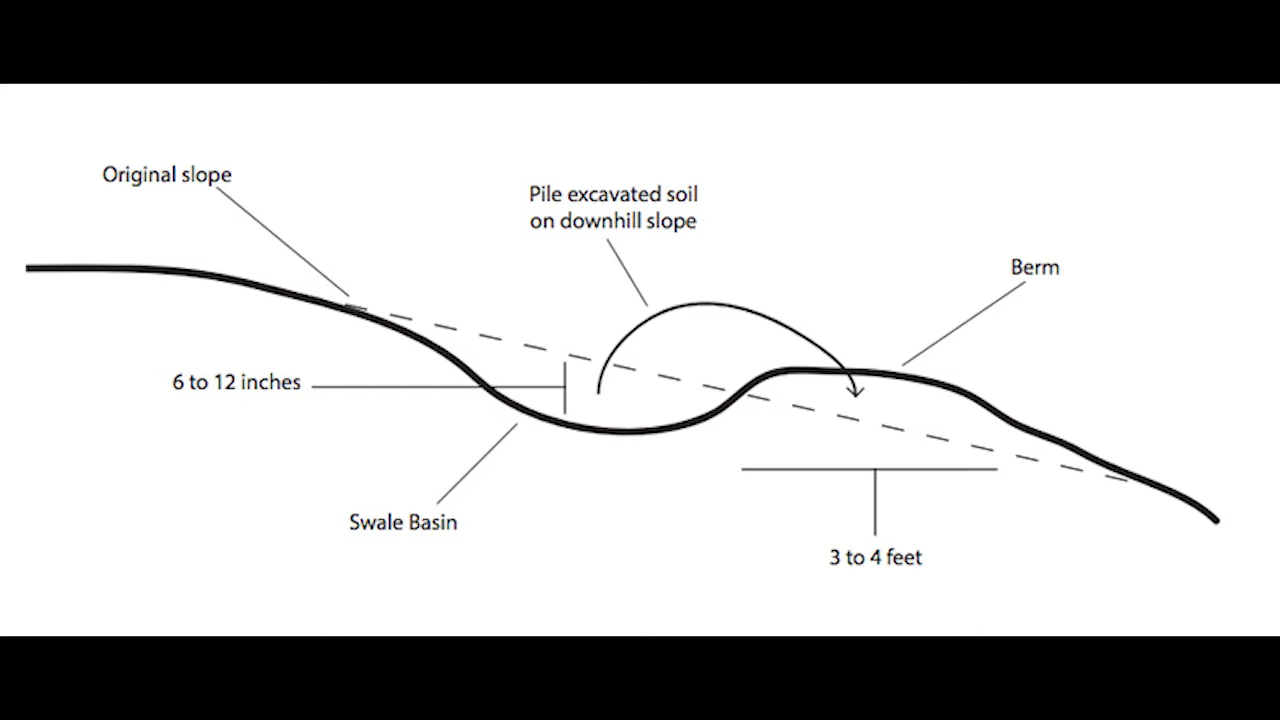 Original slope
Pile excavated soil
on downhill slope
Berm
6 to 12 inches
Swale Basin
3 to 4 feet